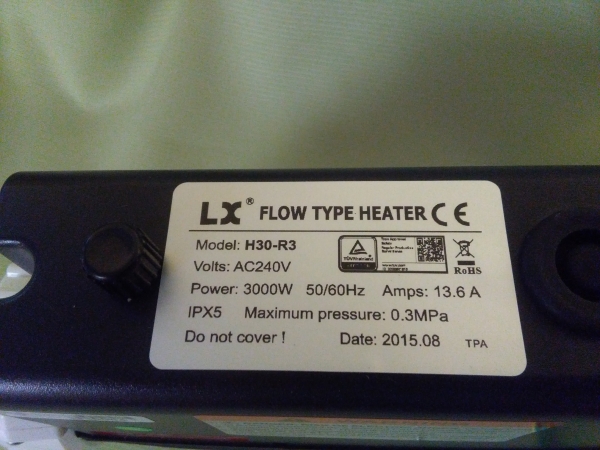 LX® FLOW TYPE HEATER CE
Model: H30-R3
Volts: AC240V
Power: 3000W 50/60Hz Amps: 13.6 A
IPX5 Maximum pressure: 0.3MPa
Do not cover !
Date: 2015.08 TPA
RoHS